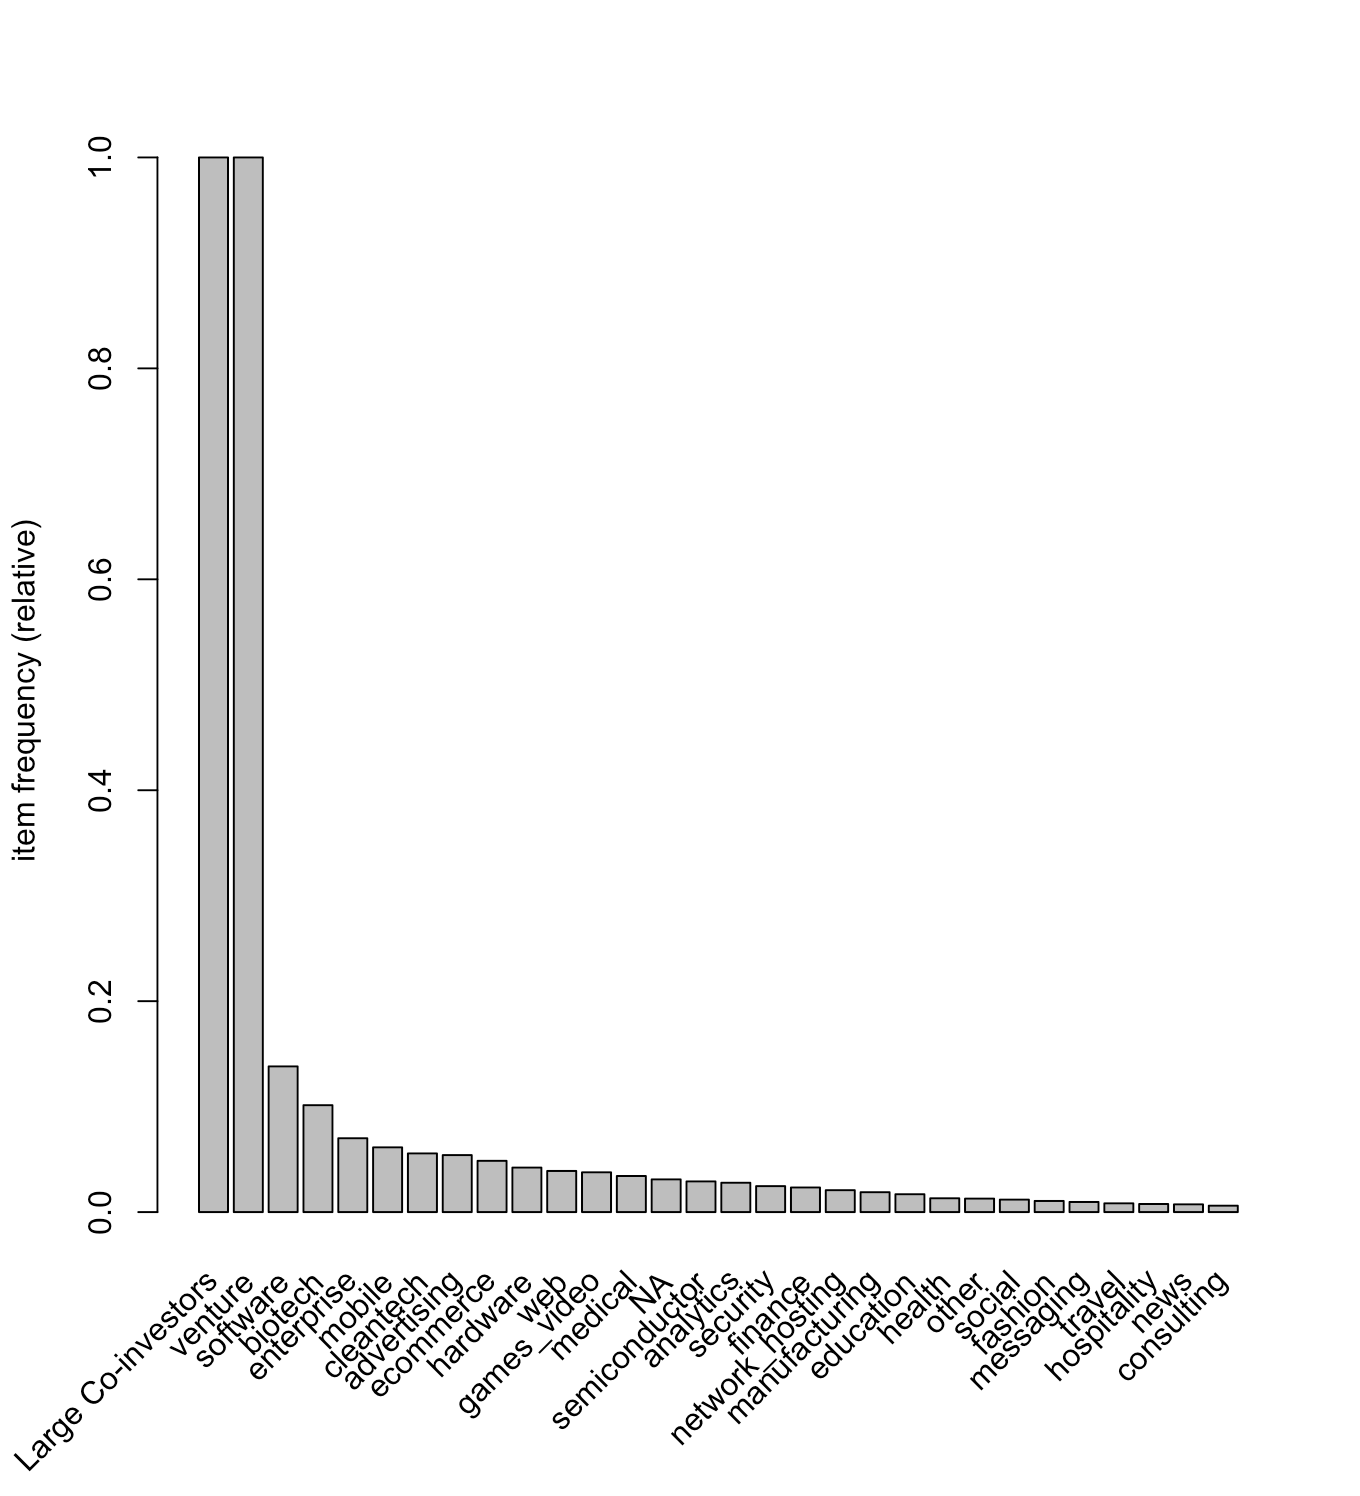 item frequency (relative)
1.0
0.8
0.6
0.4
0.2
0.0
Large Co-investors
venture
software
biotech
enterprise
mobile
cleantech
advertising
ecommerce
hardware
web
games_video
medical
NA
semiconductor
analytics
security
finance
network_hosting
manufacturing
education
health
other
social
fashion
messaging
travel
hospitality
news
consulting